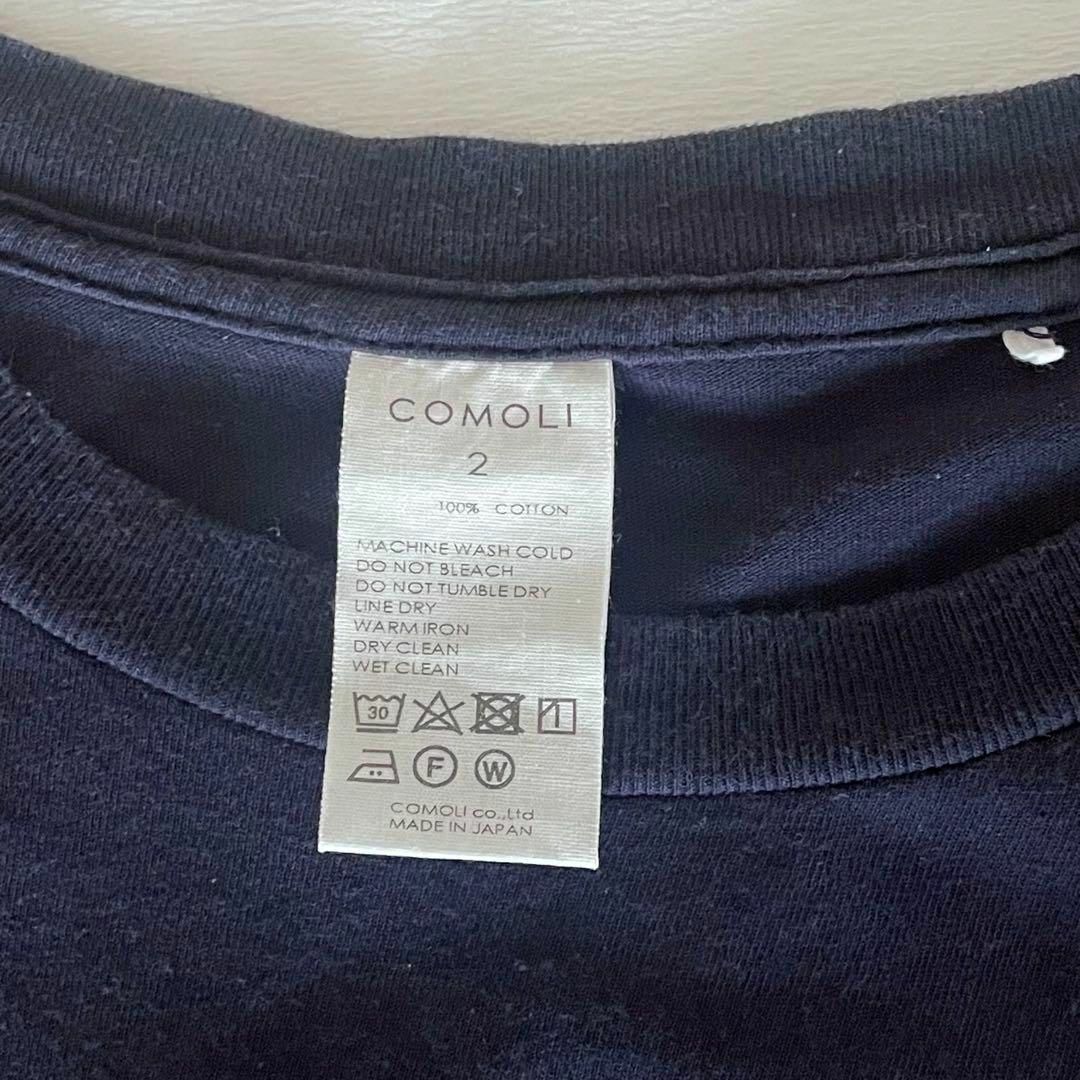 COMOLI
2
100% COTTON
MACHINE WASH COLD
DO NOT BLEACH
DO NOT TUMBLE DRY
LINE DRY
WARM IRON
DRY CLEAN
WET CLEAN
30
F W
COMOLI co.,Ltd
MADE IN JAPAN